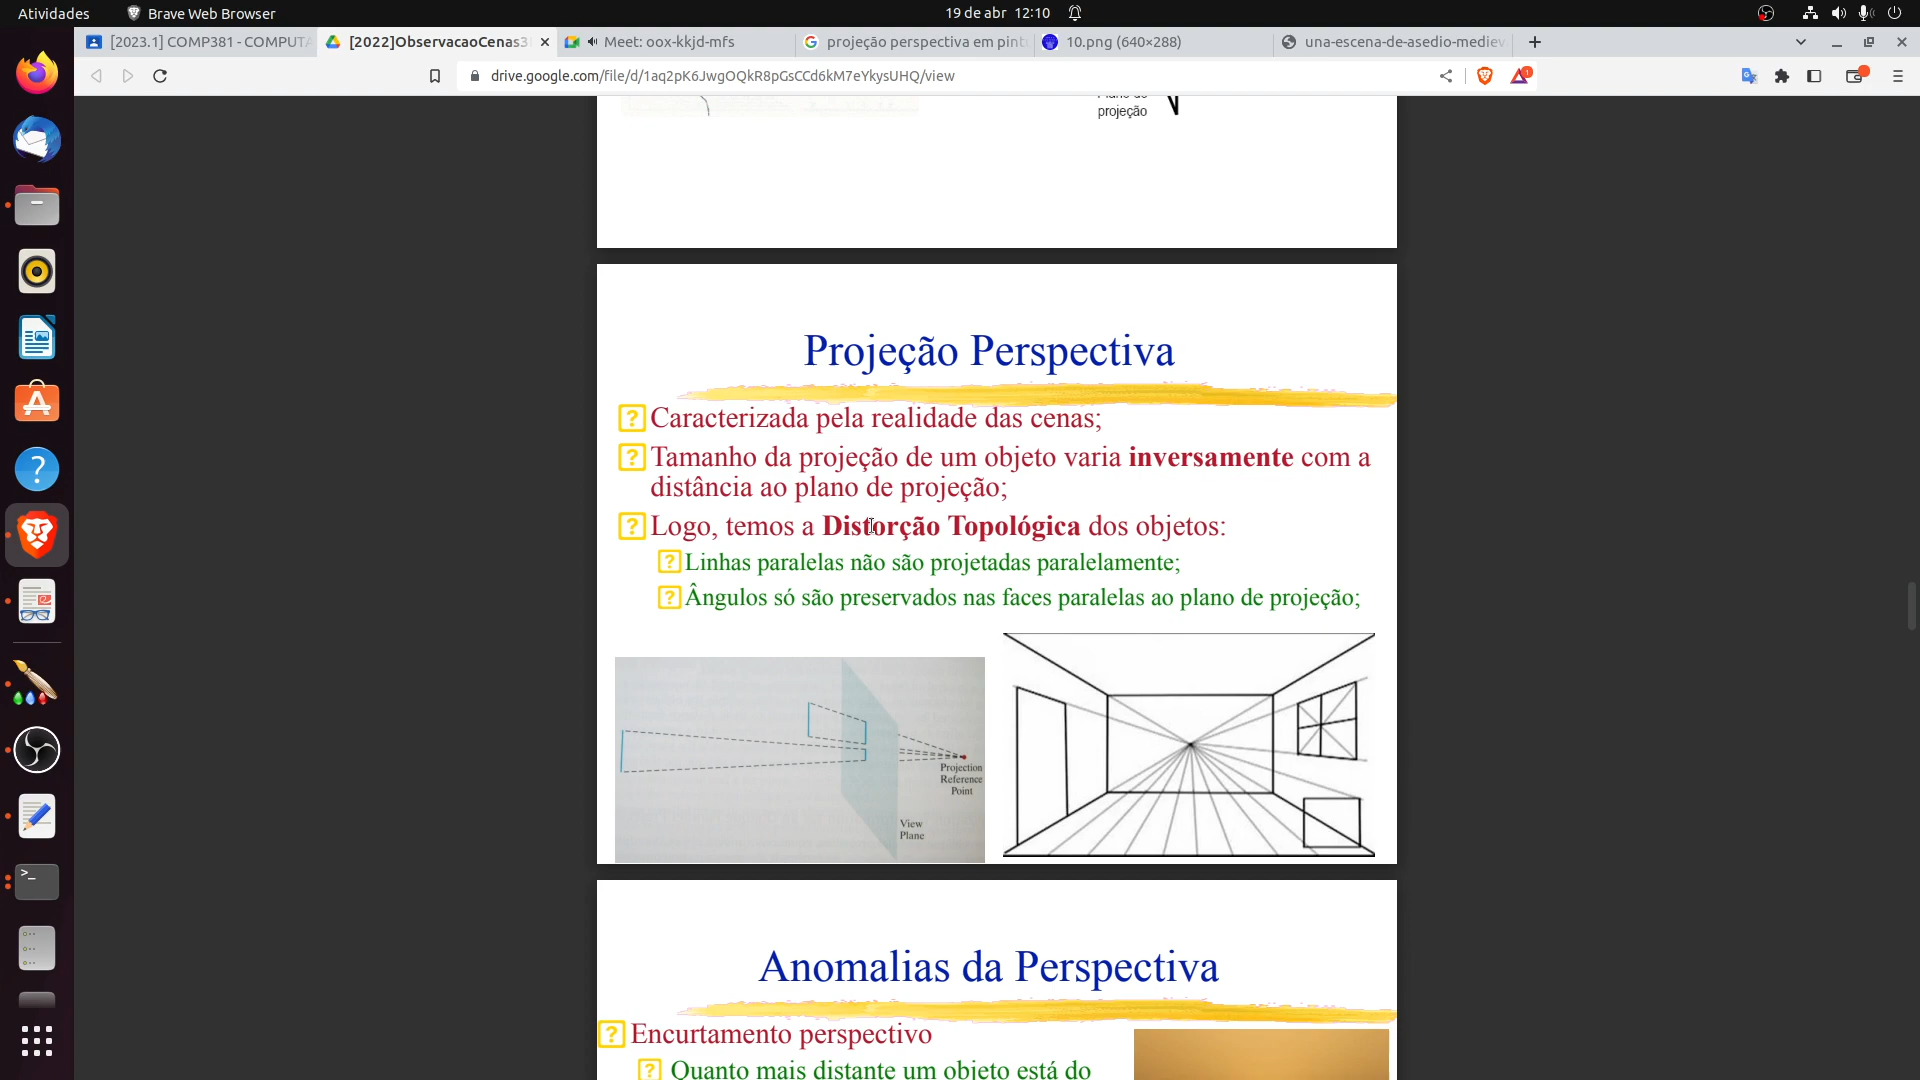 Atividades
Brave Web Browser
19 de abr 12:10
[2023.1] COMP381 - COMPUTA
[2022]ObservacaoCenas3
Meet: oox-kkjd-mfs
projeção perspectiva em pint
10.png (640×288)
una-escena-de-asedio-mediev
drive.google.com/file/d/1aq2pK6JwgOQkR8pGsCCd6kM7eYkysUHQ/view
1
Plano de
projeção
Projeção Perspectiva
Caracterizada pela realidade das cenas;
Tamanho da projeção de um objeto varia inversamente com a
distância ao plano de projeção;
Logo, temos a Distorção Topológica dos objetos:
Linhas paralelas não são projetadas paralelamente;
Ângulos só são preservados nas faces paralelas ao plano de projeção;
Projection
Reference
Point
View
Plane
Anomalias da Perspectiva
Encurtamento perspectivo
Quanto mais distante um objeto está do